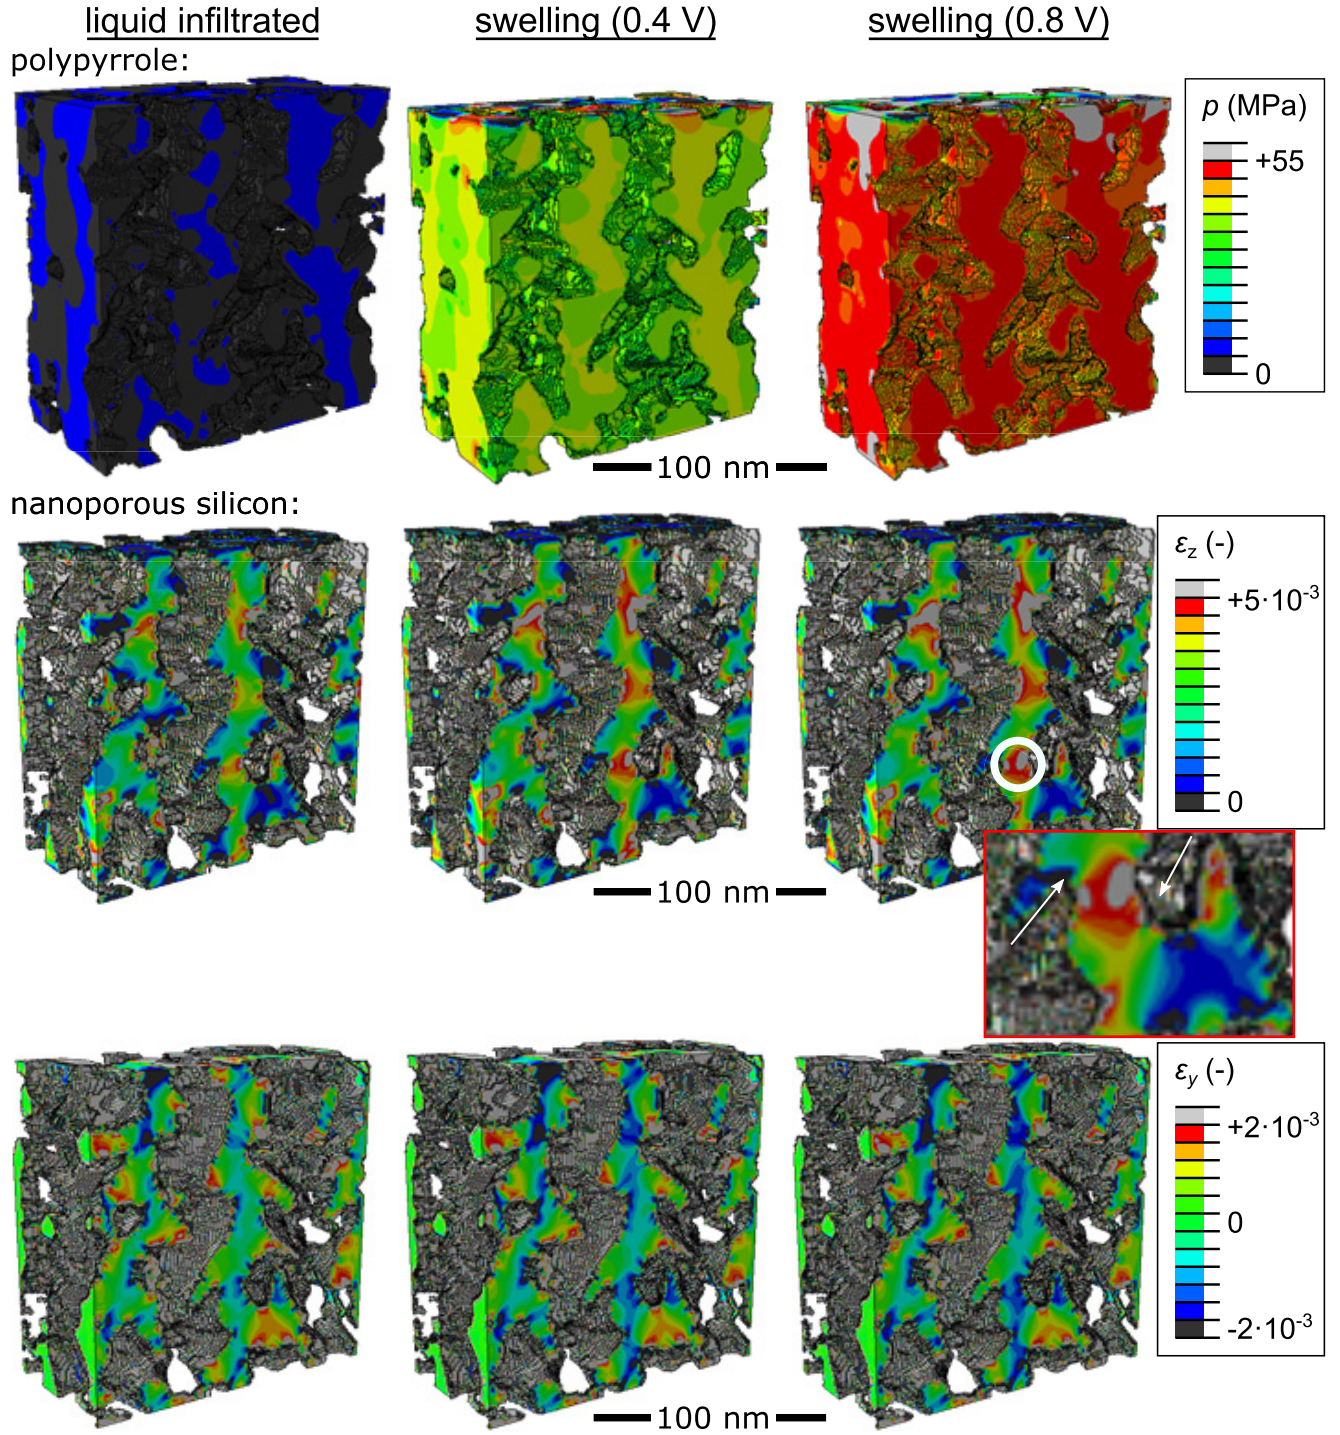 liquid infiltrated
swelling (0.4 V)
swelling (0.8 V)
polypyrrole:
p (MPa)
+55
0
100 nm
nanoporous silicon:
εz (-)
+5·10-3
0
100 nm
εy (-)
+2·10-3
0
-2·10-3
100 nm